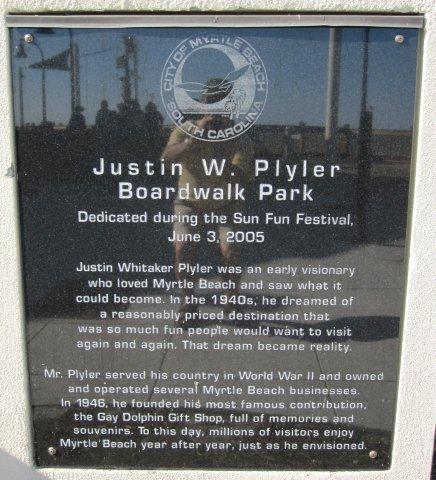 CITY OF MYRTLE BEACH
SOUTH CAROLINA
Justin W. Plyler
Boardwalk Park
Dedicated during the Sun Fun Festival,
June 3, 2005
Justin Whitaker Plyler was an early visionary
who loved Myrtle Beach and saw what it
could become. In the 1940s, he dreamed of
a reasonably priced destination that
was so much fun people would want to visit
again and again. That dream became reality.
Mr. Plyler served his country in World War II and owned
and operated several Myrtle Beach businesses.
In 1946, he founded his most famous contribution,
the Gay Dolphin Gift Shop, full of memories and
souvenirs. To this day, millions of visitors enjoy
Myrtle Beach year after year, just as he envisioned.